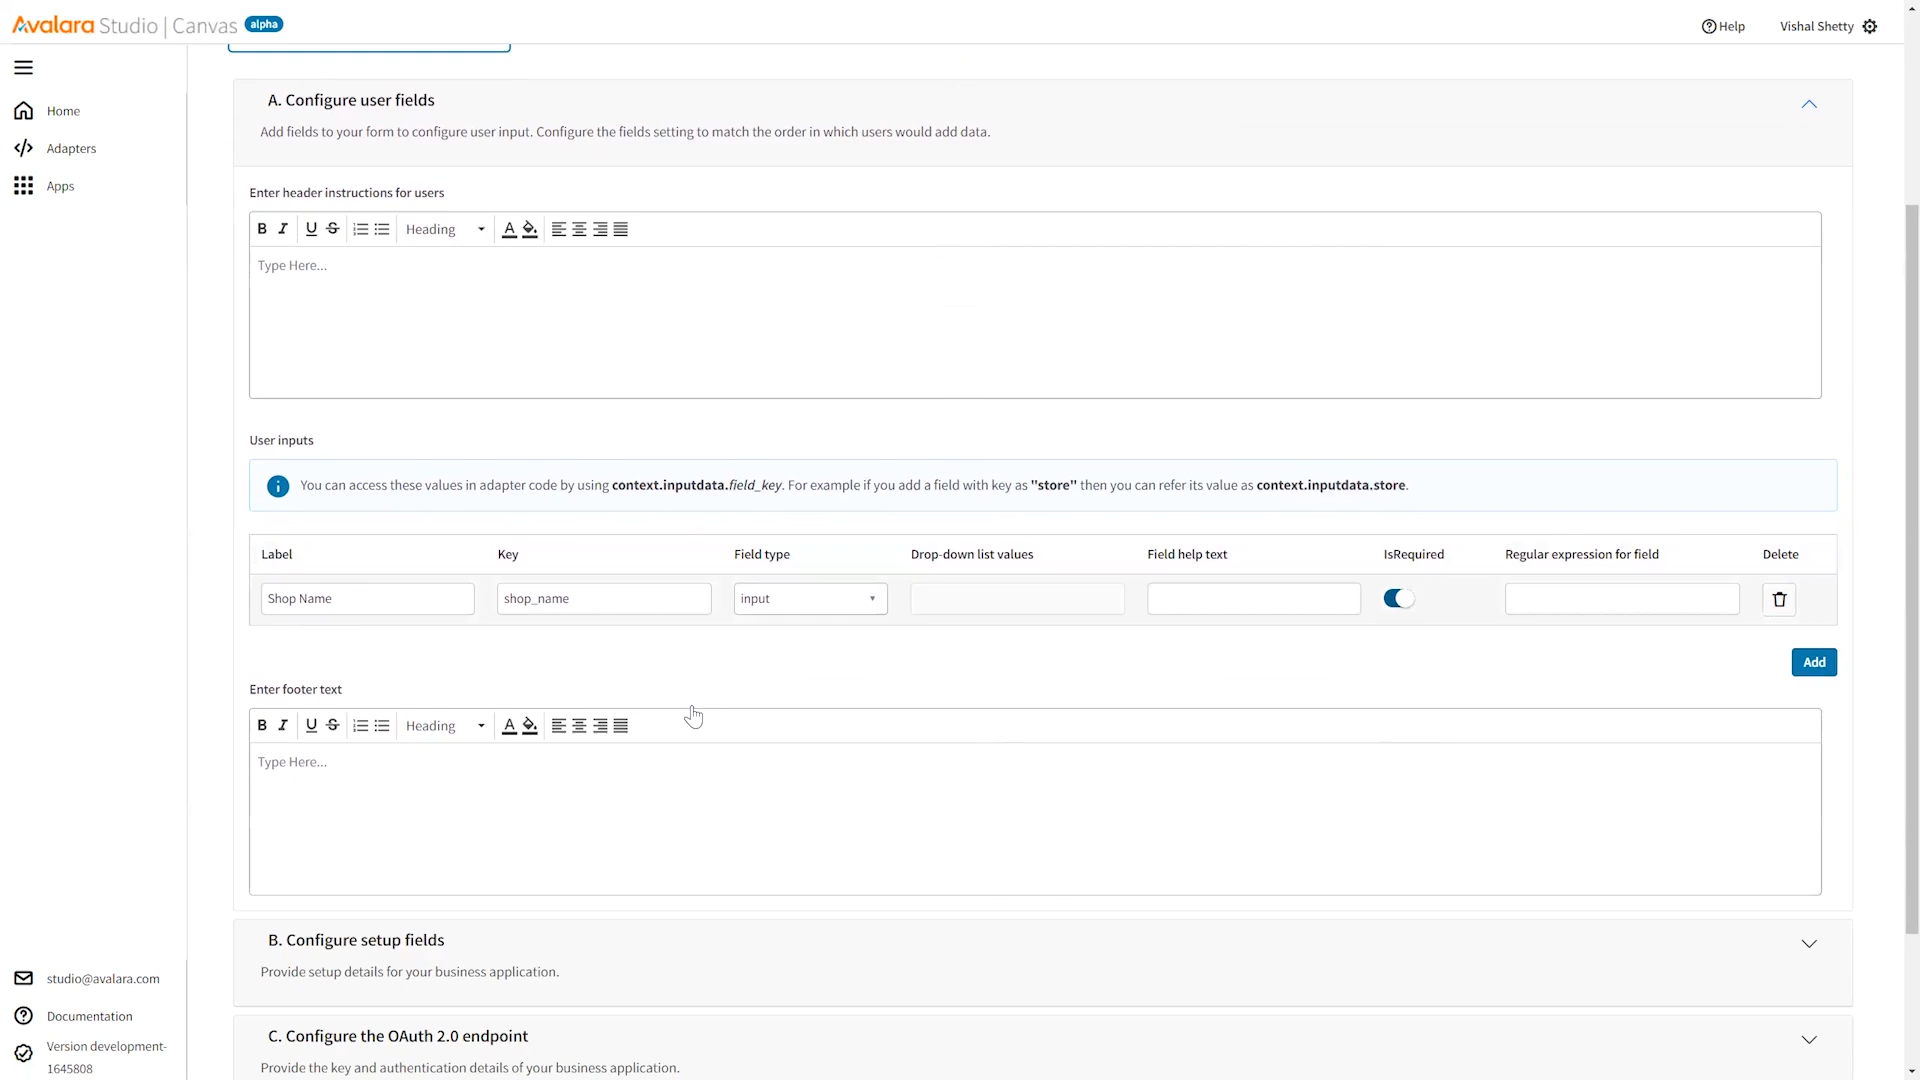 Avalara Studio | Canvas alpha
Help
Vishal Shetty
Home
Adapters
Apps
A. Configure user fields
Add fields to your form to configure user input. Configure the fields setting to match the order in which users would add data.
Enter header instructions for users
B I U S Heading A
Type Here...
User inputs
You can access these values in adapter code by using context.inputdata.field_key. For example if you add a field with key as "store" then you can refer its value as context.inputdata.store.
Label Key Field type Drop-down list values Field help text IsRequired Regular expression for field Delete
Shop Name shop_name input
Add
Enter footer text
B I U S Heading A
Type Here...
B. Configure setup fields
Provide setup details for your business application.
C. Configure the OAuth 2.0 endpoint
Provide the key and authentication details of your business application.
studio@avalara.com
Documentation
Version development-
1645808